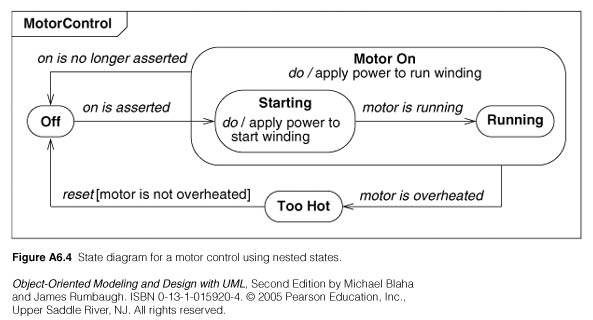 MotorControl
on is no longer asserted
Motor On
do / apply power to run winding
Off
on is asserted
Starting
do / apply power to
start winding
motor is running
Running
reset [motor is not overheated]
Too Hot
motor is overheated
Figure A6.4 State diagram for a motor control using nested states.
Object-Oriented Modeling and Design with UML, Second Edition by Michael Blaha
and James Rumbaugh. ISBN 0-13-1-015920-4. © 2005 Pearson Education, Inc.,
Upper Saddle River, NJ. All rights reserved.